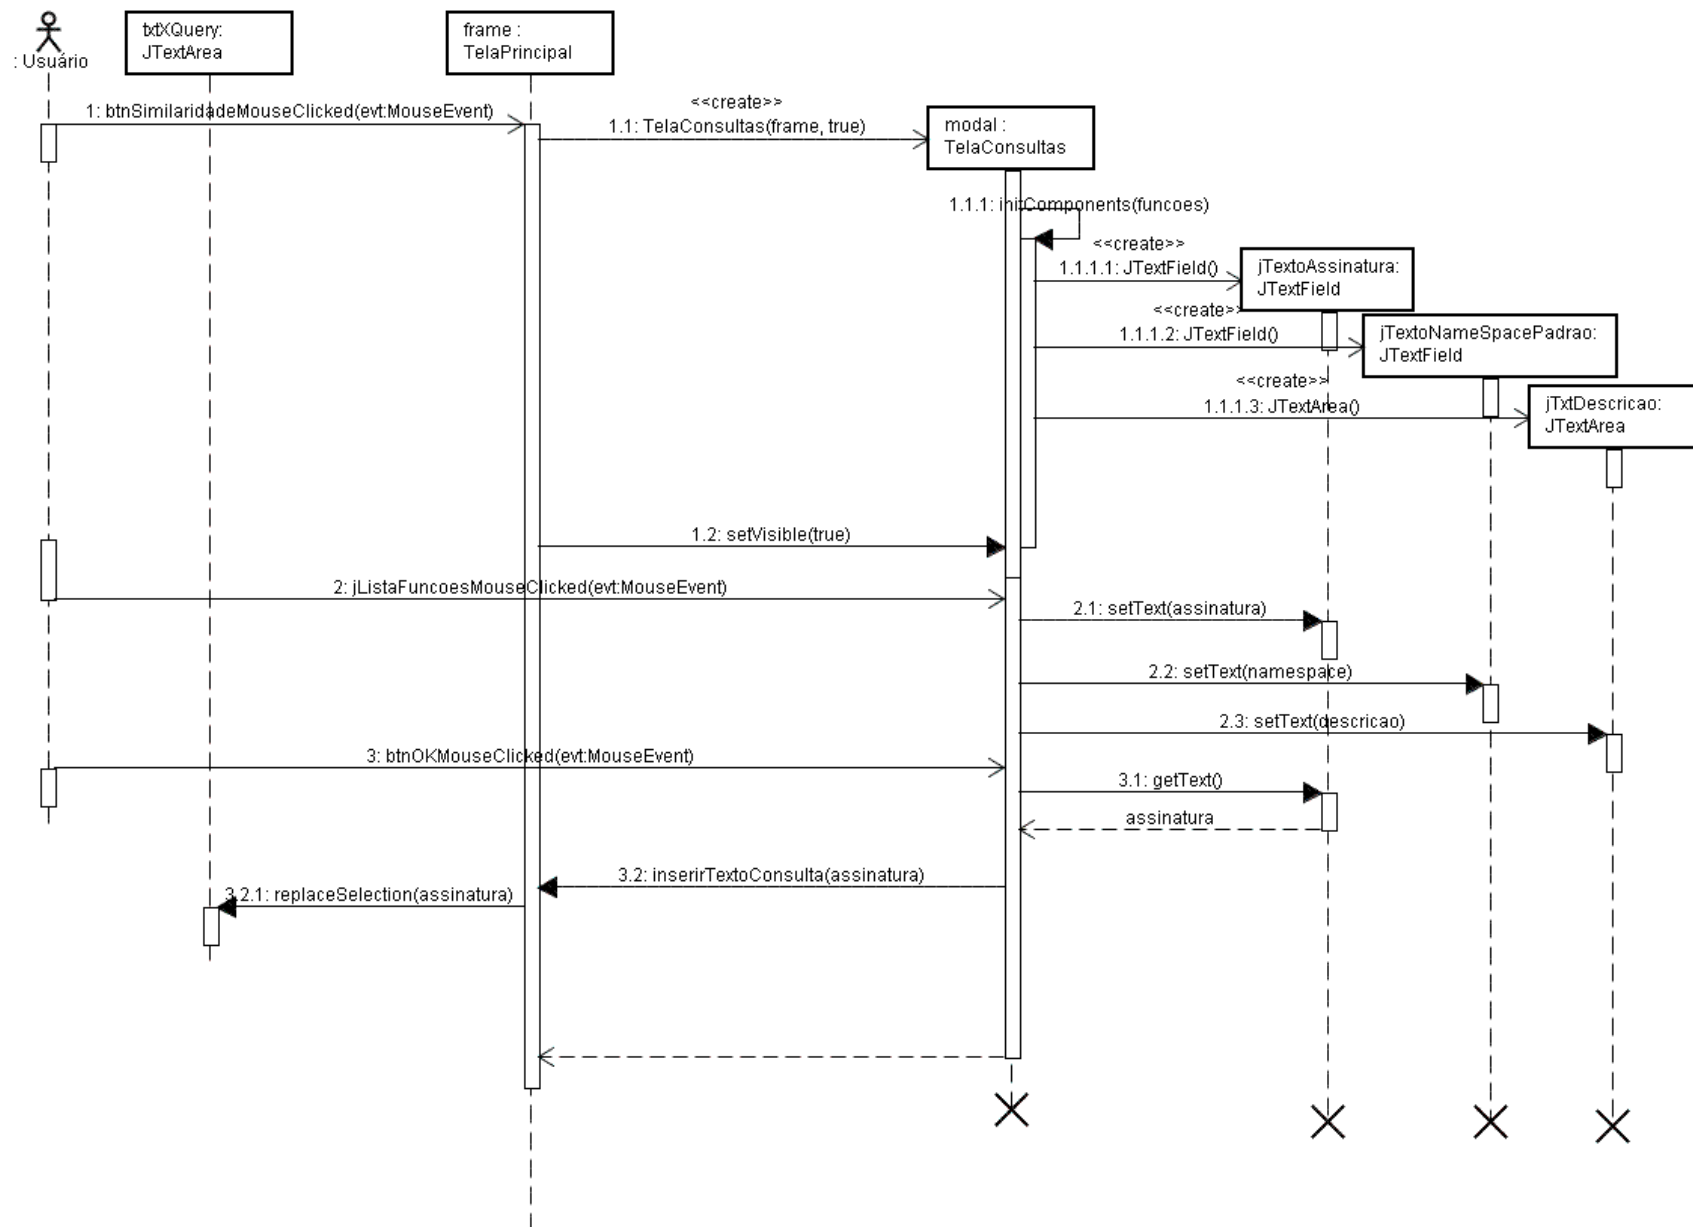 : Usuário
txtXQuery:
JTextArea
frame :
TelaPrincipal
1: btnSimilaridadeMouseClicked(evt:MouseEvent)
<<create>>
1.1: TelaConsultas(frame, true)
modal :
TelaConsultas
1.1.1: initComponents(funcoes)
<<create>>
1.1.1.1: JTextField()
jTextoAssinatura:
JTextField
<<create>>
1.1.1.2: JTextField()
jTextoNameSpacePadrao:
JTextField
<<create>>
1.1.1.3: JTextArea()
jTxtDescricao:
JTextArea
1.2: setVisible(true)
2: jListaFuncoesMouseClicked(evt:MouseEvent)
2.1: setText(assinatura)
2.2: setText(namespace)
2.3: setText(descricao)
3: btnOKMouseClicked(evt:MouseEvent)
3.1: getText()
assinatura
3.2: inserirTextoConsulta(assinatura)
3.2.1: replaceSelection(assinatura)